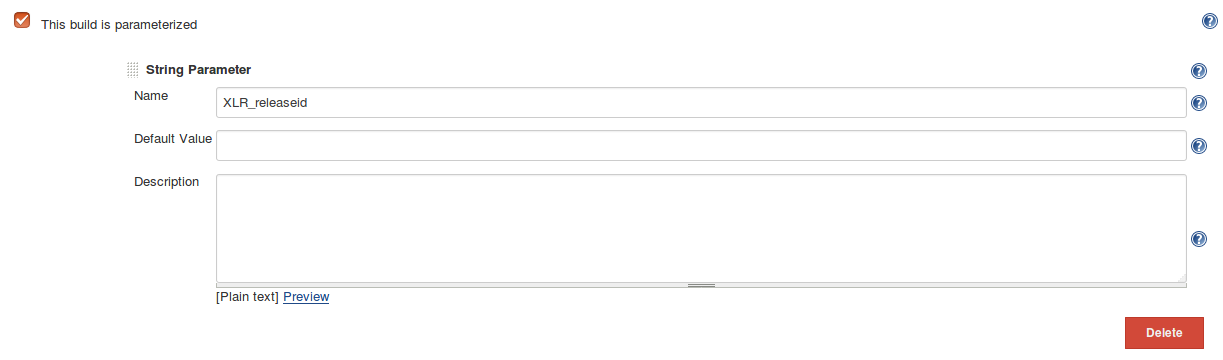 This build is parameterized
String Parameter
Name XLR_releaseid
Default Value
Description
[Plain text] Preview
Delete